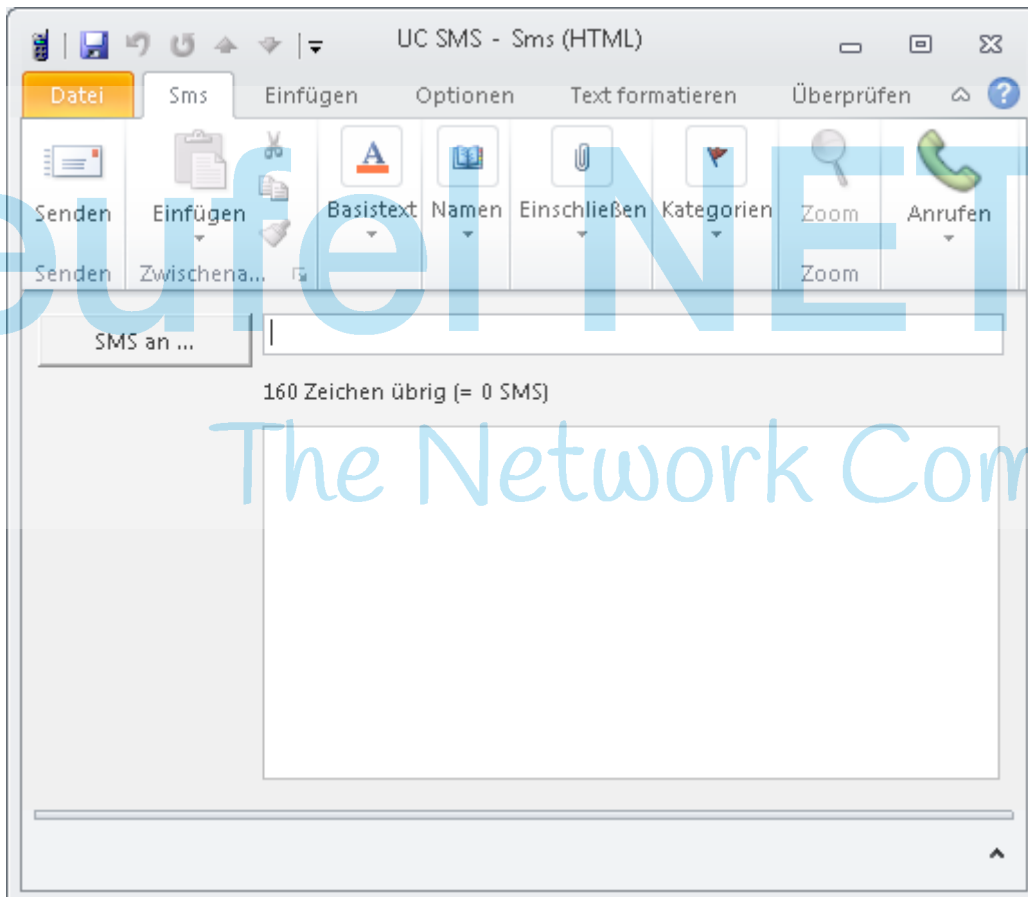 UC SMS - Sms (HTML)
Datei Sms Einfügen Optionen Text formatieren Überprüfen
Senden Einfügen Basistext Namen Einschließen Kategorien Zoom Anrufen
Senden Zwischena... Zoom
eufel NET
SMS an ...
160 Zeichen übrig (= 0 SMS)
The Network Com